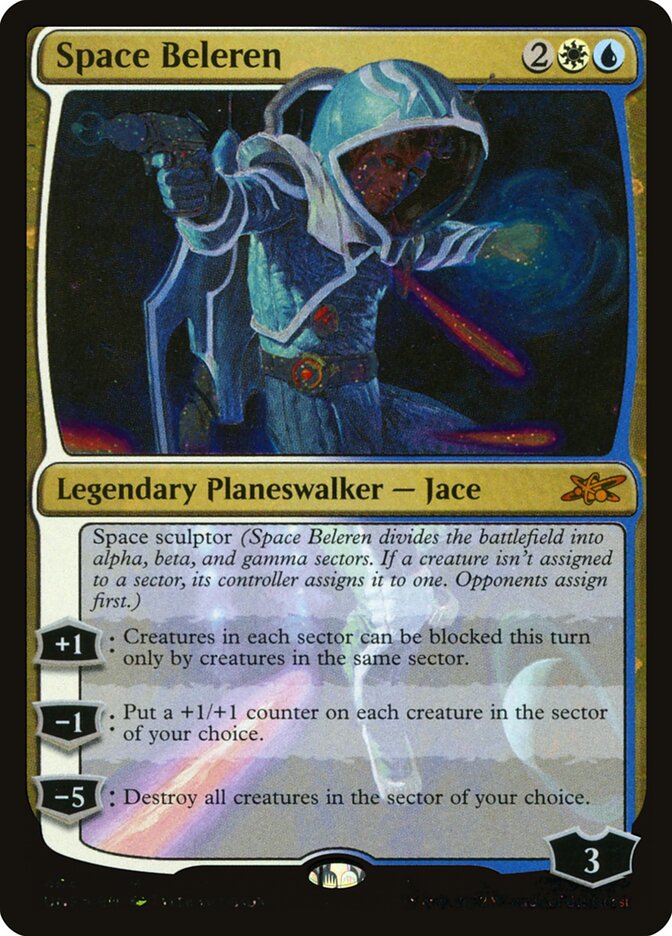 Space Beleren 2
Legendary Planeswalker — Jace
Space sculptor (Space Beleren divides the battlefield into
alpha, beta, and gamma sectors. If a creature isn't assigned
to a sector, its controller assigns it to one. Opponents assign
first.)
+1 : Creatures in each sector can be blocked this turn
only by creatures in the same sector.
−1 : Put a +1/+1 counter on each creature in the sector
of your choice.
−5 : Destroy all creatures in the sector of your choice.
3